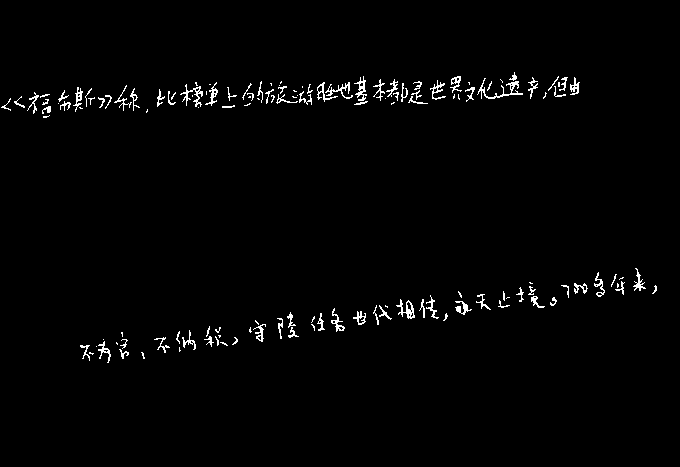 《福布斯》称,此榜单上的旅游胜地基本都是世界文化遗产,但由
不为官、不纳税,守陵任务世代相传,永无止境。700多年来,